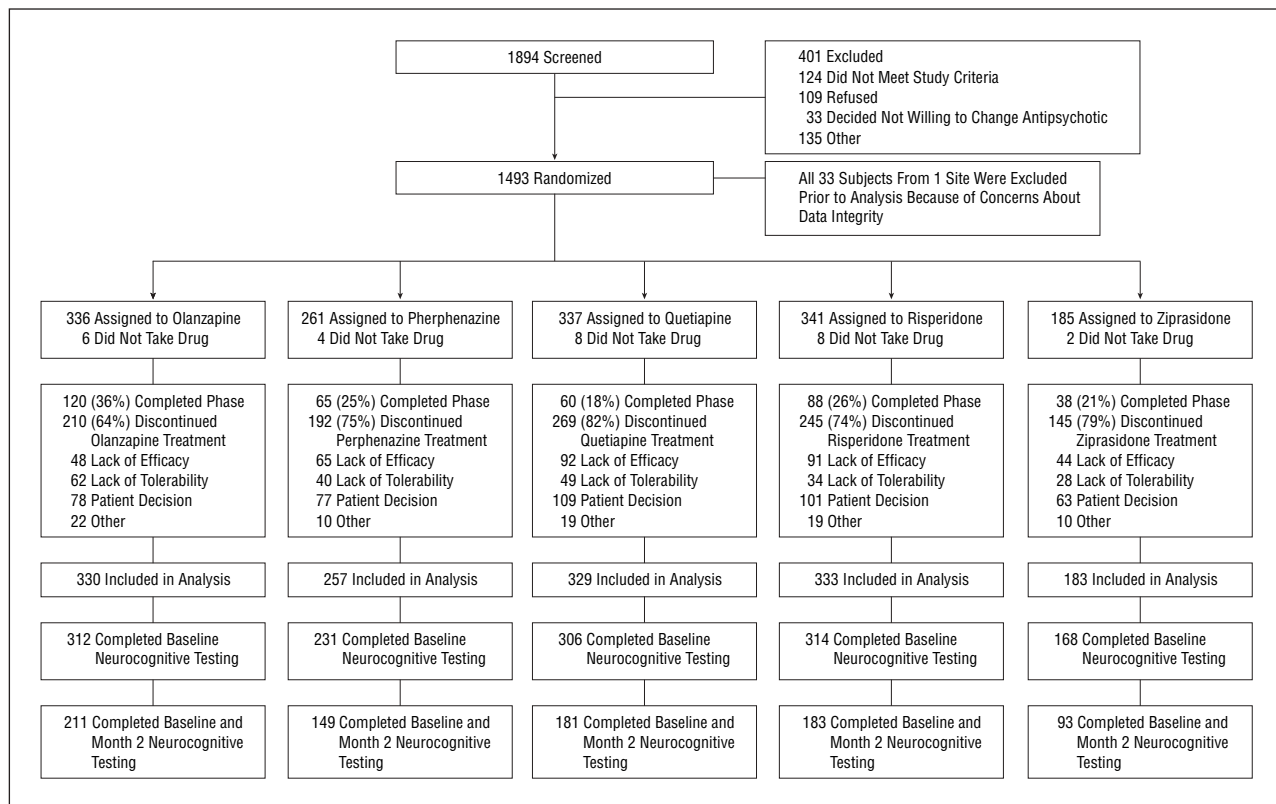 1894 Screened
401 Excluded
124 Did Not Meet Study Criteria
109 Refused
33 Decided Not Willing to Change Antipsychotic
135 Other
1493 Randomized
All 33 Subjects From 1 Site Were Excluded
Prior to Analysis Because of Concerns About
Data Integrity
336 Assigned to Olanzapine
6 Did Not Take Drug
261 Assigned to Pherphenazine
4 Did Not Take Drug
337 Assigned to Quetiapine
8 Did Not Take Drug
341 Assigned to Risperidone
8 Did Not Take Drug
185 Assigned to Ziprasidone
2 Did Not Take Drug
120 (36%) Completed Phase
210 (64%) Discontinued
Olanzapine Treatment
48 Lack of Efficacy
62 Lack of Tolerability
78 Patient Decision
22 Other
65 (25%) Completed Phase
192 (75%) Discontinued
Perphenazine Treatment
65 Lack of Efficacy
40 Lack of Tolerability
77 Patient Decision
10 Other
60 (18%) Completed Phase
269 (82%) Discontinued
Quetiapine Treatment
92 Lack of Efficacy
49 Lack of Tolerability
109 Patient Decision
19 Other
88 (26%) Completed Phase
245 (74%) Discontinued
Risperidone Treatment
91 Lack of Efficacy
34 Lack of Tolerability
101 Patient Decision
19 Other
38 (21%) Completed Phase
145 (79%) Discontinued
Ziprasidone Treatment
44 Lack of Efficacy
28 Lack of Tolerability
63 Patient Decision
10 Other
330 Included in Analysis
257 Included in Analysis
329 Included in Analysis
333 Included in Analysis
183 Included in Analysis
312 Completed Baseline
Neurocognitive Testing
231 Completed Baseline
Neurocognitive Testing
306 Completed Baseline
Neurocognitive Testing
314 Completed Baseline
Neurocognitive Testing
168 Completed Baseline
Neurocognitive Testing
211 Completed Baseline and
Month 2 Neurocognitive
Testing
149 Completed Baseline and
Month 2 Neurocognitive
Testing
181 Completed Baseline and
Month 2 Neurocognitive
Testing
183 Completed Baseline and
Month 2 Neurocognitive
Testing
93 Completed Baseline and
Month 2 Neurocognitive
Testing